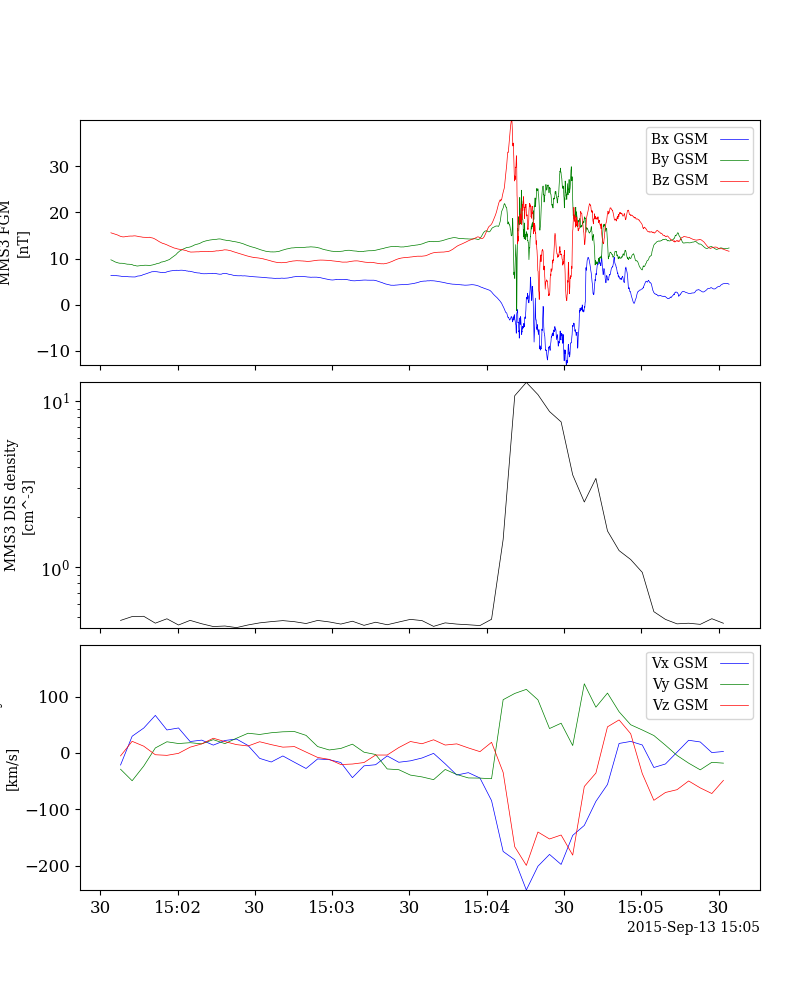 Bx GSM
By GSM
Bz GSM
30
20
10
0
−10
MMS3 FGM
[nT]
10^1
10^0
MMS3 DIS density
[cm^-3]
Vx GSM
Vy GSM
Vz GSM
100
0
−100
−200
[km/s]
30
15:02
30
15:03
30
15:04
30
15:05
30
2015-Sep-13 15:05